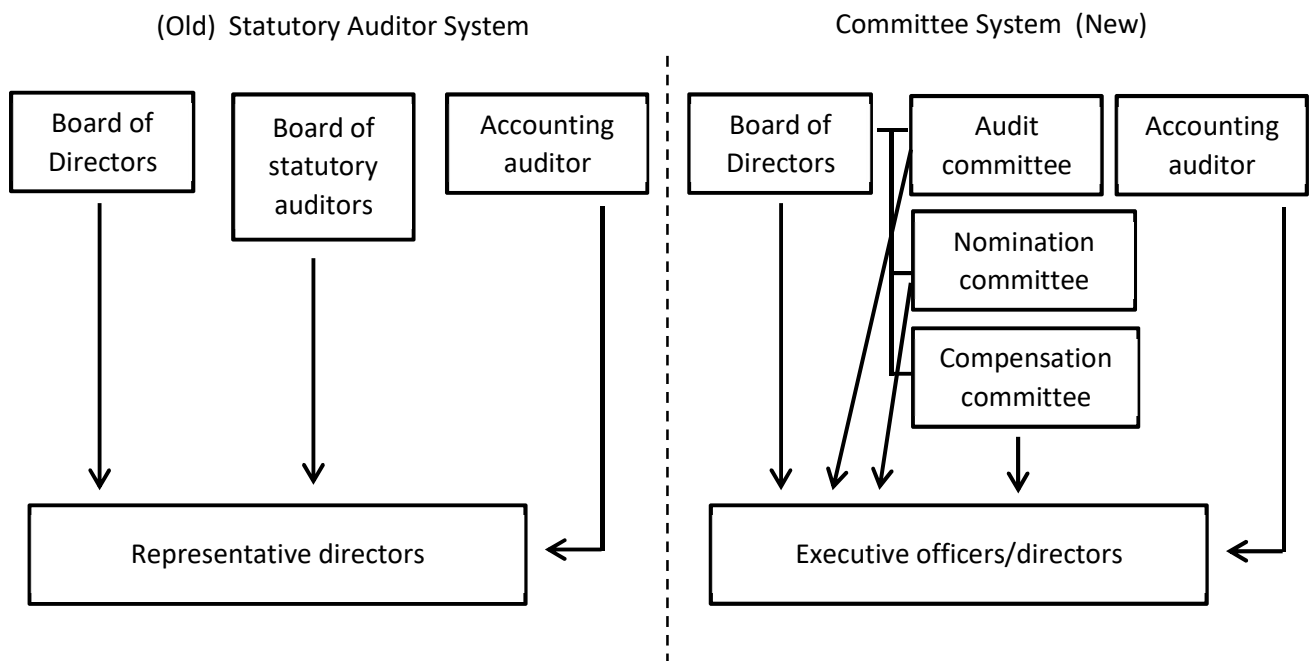 (Old) Statutory Auditor System
Committee System (New)
Board of
Directors
Board of
statutory
auditors
Accounting
auditor
Representative directors
Board of
Directors
Audit
committee
Accounting
auditor
Nomination
committee
Compensation
committee
Executive officers/directors